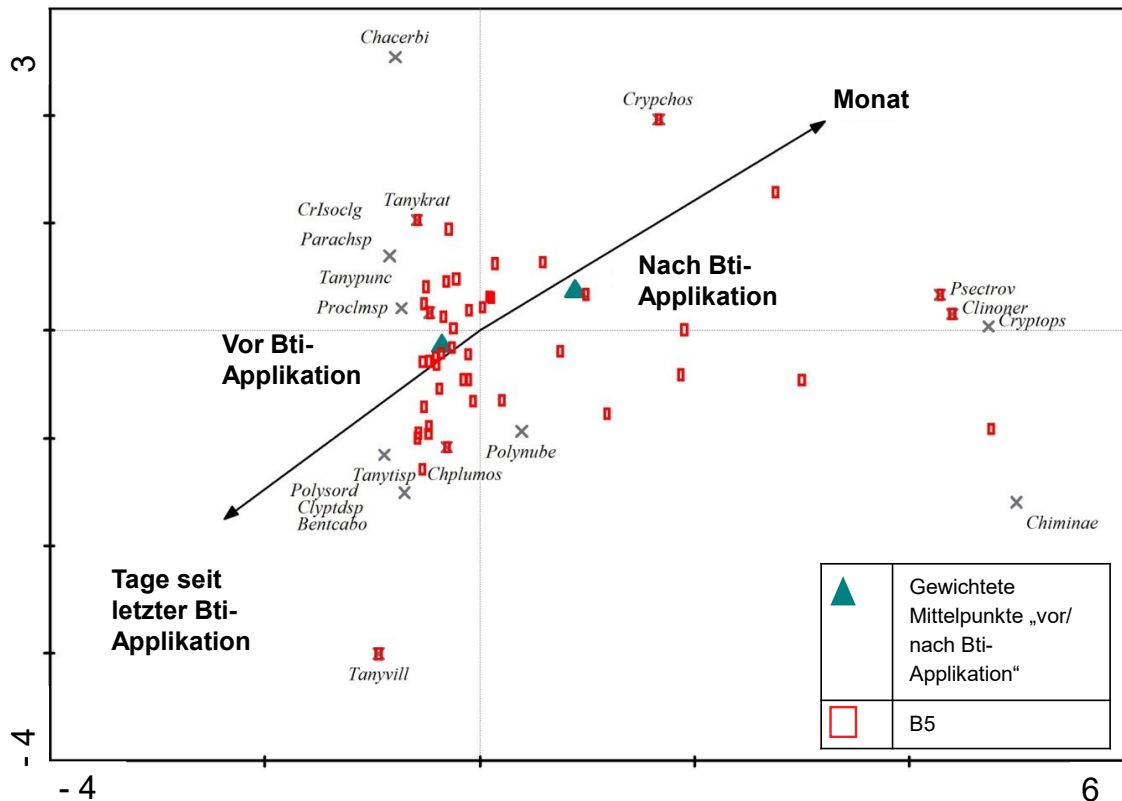 3
Chacerbi
Crypchos
Monat
Tanykrat
CrIsoclg
Parachsp
Tanypunc
Proclmsp
Nach Bti-
Applikation
Psectrov
Clinoner
Cryptops
Vor Bti-
Applikation
Polynube
Tanytisp
Chplumos
Polysord
Clyptdsp
Bentcabo
Chiminae
Tage seit
letzter Bti-
Applikation
Tanyvill
Gewichtete
Mittelpunkte „vor/
nach Bti-
Applikation“
B5
- 4
- 4
6